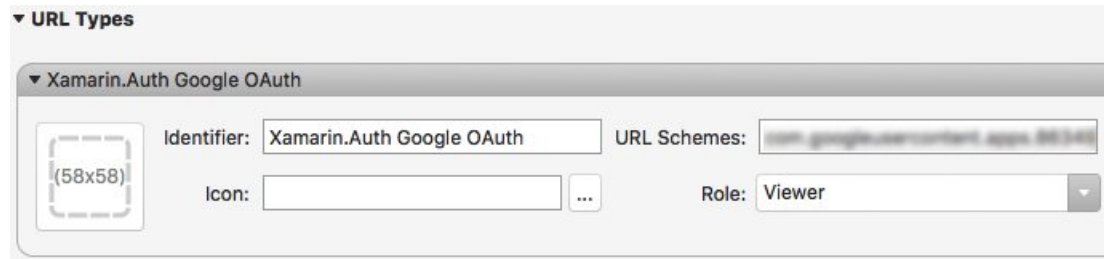 ▼ URL Types
▼ Xamarin.Auth Google OAuth
Identifier: Xamarin.Auth Google OAuth URL Schemes:
(58x58)
Icon: ... Role: Viewer